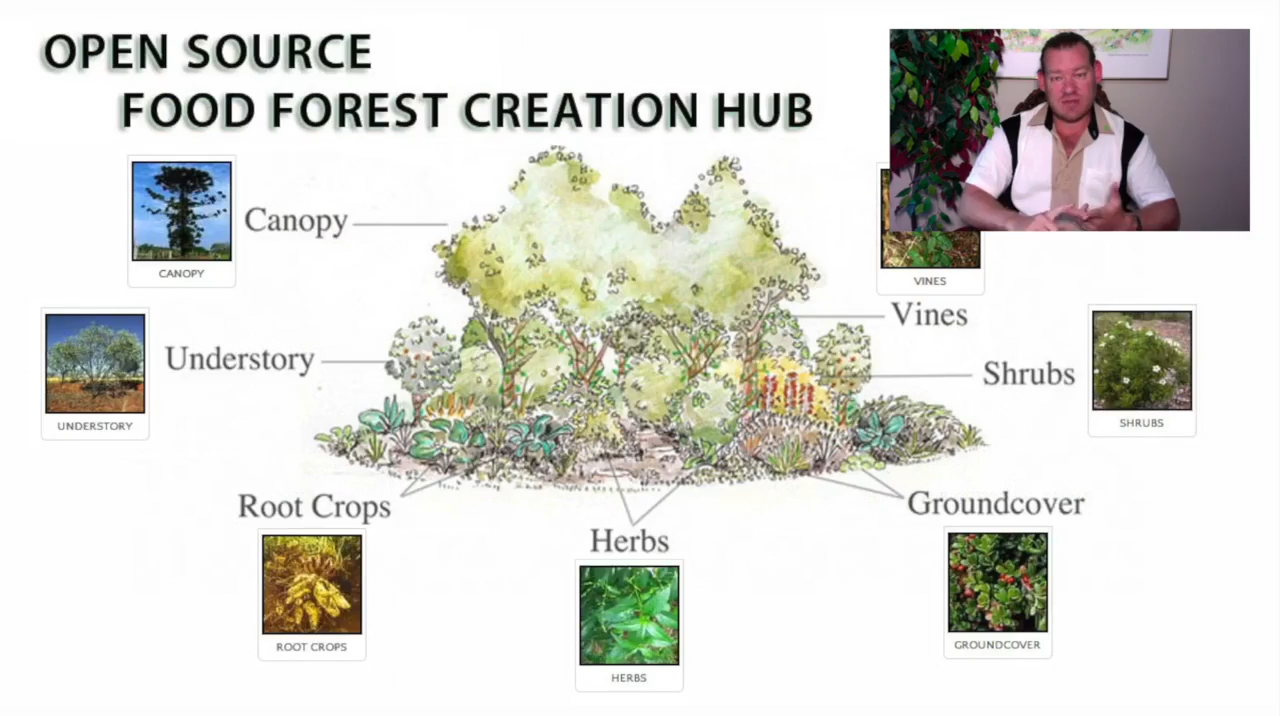 OPEN SOURCE
FOOD FOREST CREATION HUB
CANOPY
Canopy
VINES
Vines
UNDERSTORY
Understory
Shrubs
SHRUBS
Root Crops
ROOT CROPS
Herbs
HERBS
Groundcover
GROUNDCOVER